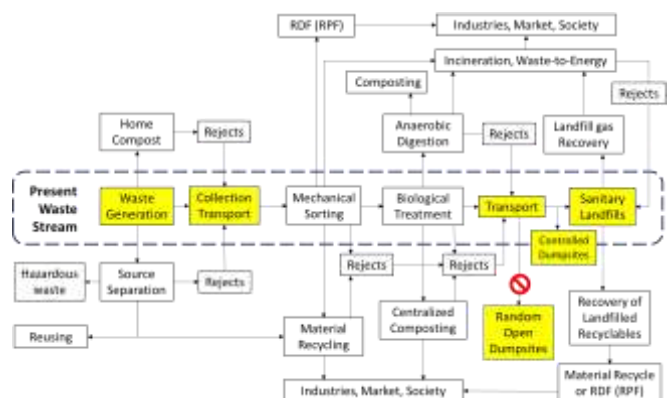 RDF (RPF)
Industries, Market, Society
Incineration, Waste-to-Energy
Composting
Rejects
Home
Compost
Rejects
Anaerobic
Digestion
Rejects
Landfill gas
Recovery
Present
Waste
Stream
Waste
Generation
Collection
Transport
Mechanical
Sorting
Biological
Treatment
Transport
Sanitary
Landfills
Controlled
Dumpsites
Hazardous
waste
Source
Separation
Rejects
Rejects
Rejects
Reusing
Material
Recycling
Centralized
Composting
Random
Open
Dumpsites
Recovery of
Landfilled
Recyclables
Industries, Market, Society
Material Recycle
or RDF (RPF)